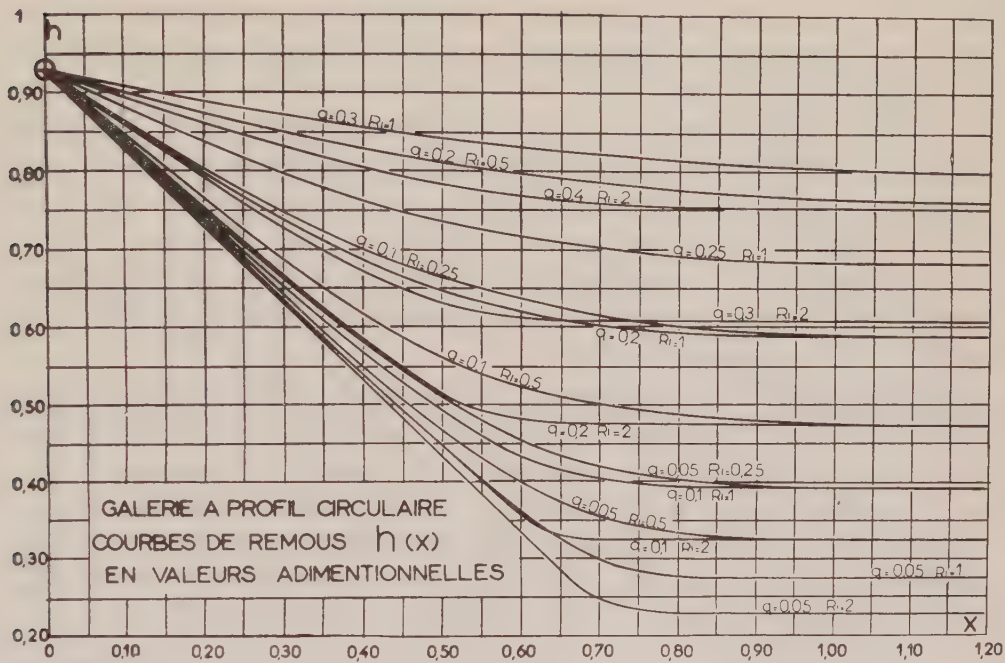 1
h
0,90
q=0,3 Ri=1
q=0,2 Ri=0,5
0,80
q=0,4 Ri=2
0,70
q=0,1 Ri=0,25
q=0,25 Ri=1
0,60
q=0,3 Ri=2
q=0,2 Ri=1
0,50
q=0,1 Ri=0,5
q=0,2 Ri=2
0,40
q=0,05 Ri=0,25
q=0,1 Ri=1
GALERIE A PROFIL CIRCULAIRE
COURBES DE REMOUS h (x)
EN VALEURS ADIMENTIONNELLES
q=0,05 Ri=0,5
0,30
q=0,1 Ri=2
q=0,05 Ri=1
q=0,05 Ri=2
0,20
X
0 0,10 0,20 0,30 0,40 0,50 0,60 0,70 0,80 0,90 1,00 1,10 1,20